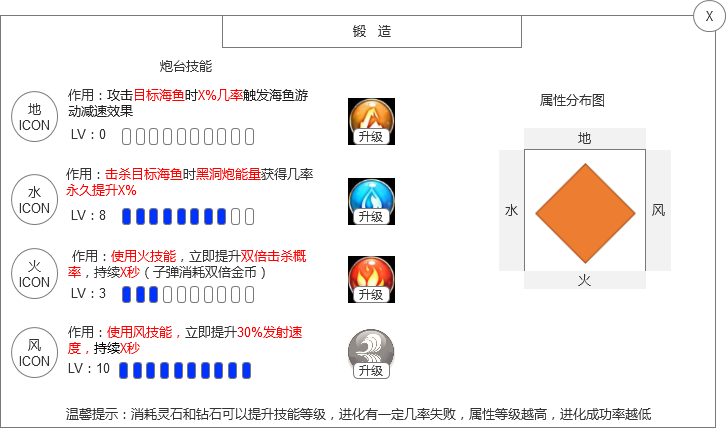 X
锻 造
炮台技能
地
ICON
作用：攻击目标海鱼时X%几率触发海鱼游
动减速效果
LV：0
升级
水
ICON
作用：击杀目标海鱼时黑洞炮能量获得几率
永久提升X%
LV：8
升级
火
ICON
作用：使用火技能，立即提升双倍击杀概
率，持续X秒（子弹消耗双倍金币）
LV：3
升级
风
ICON
作用：使用风技能，立即提升30%发射速
度，持续X秒
LV：10
升级
属性分布图
地
水
风
火
温馨提示：消耗灵石和钻石可以提升技能等级，进化有一定几率失败，属性等级越高，进化成功率越低